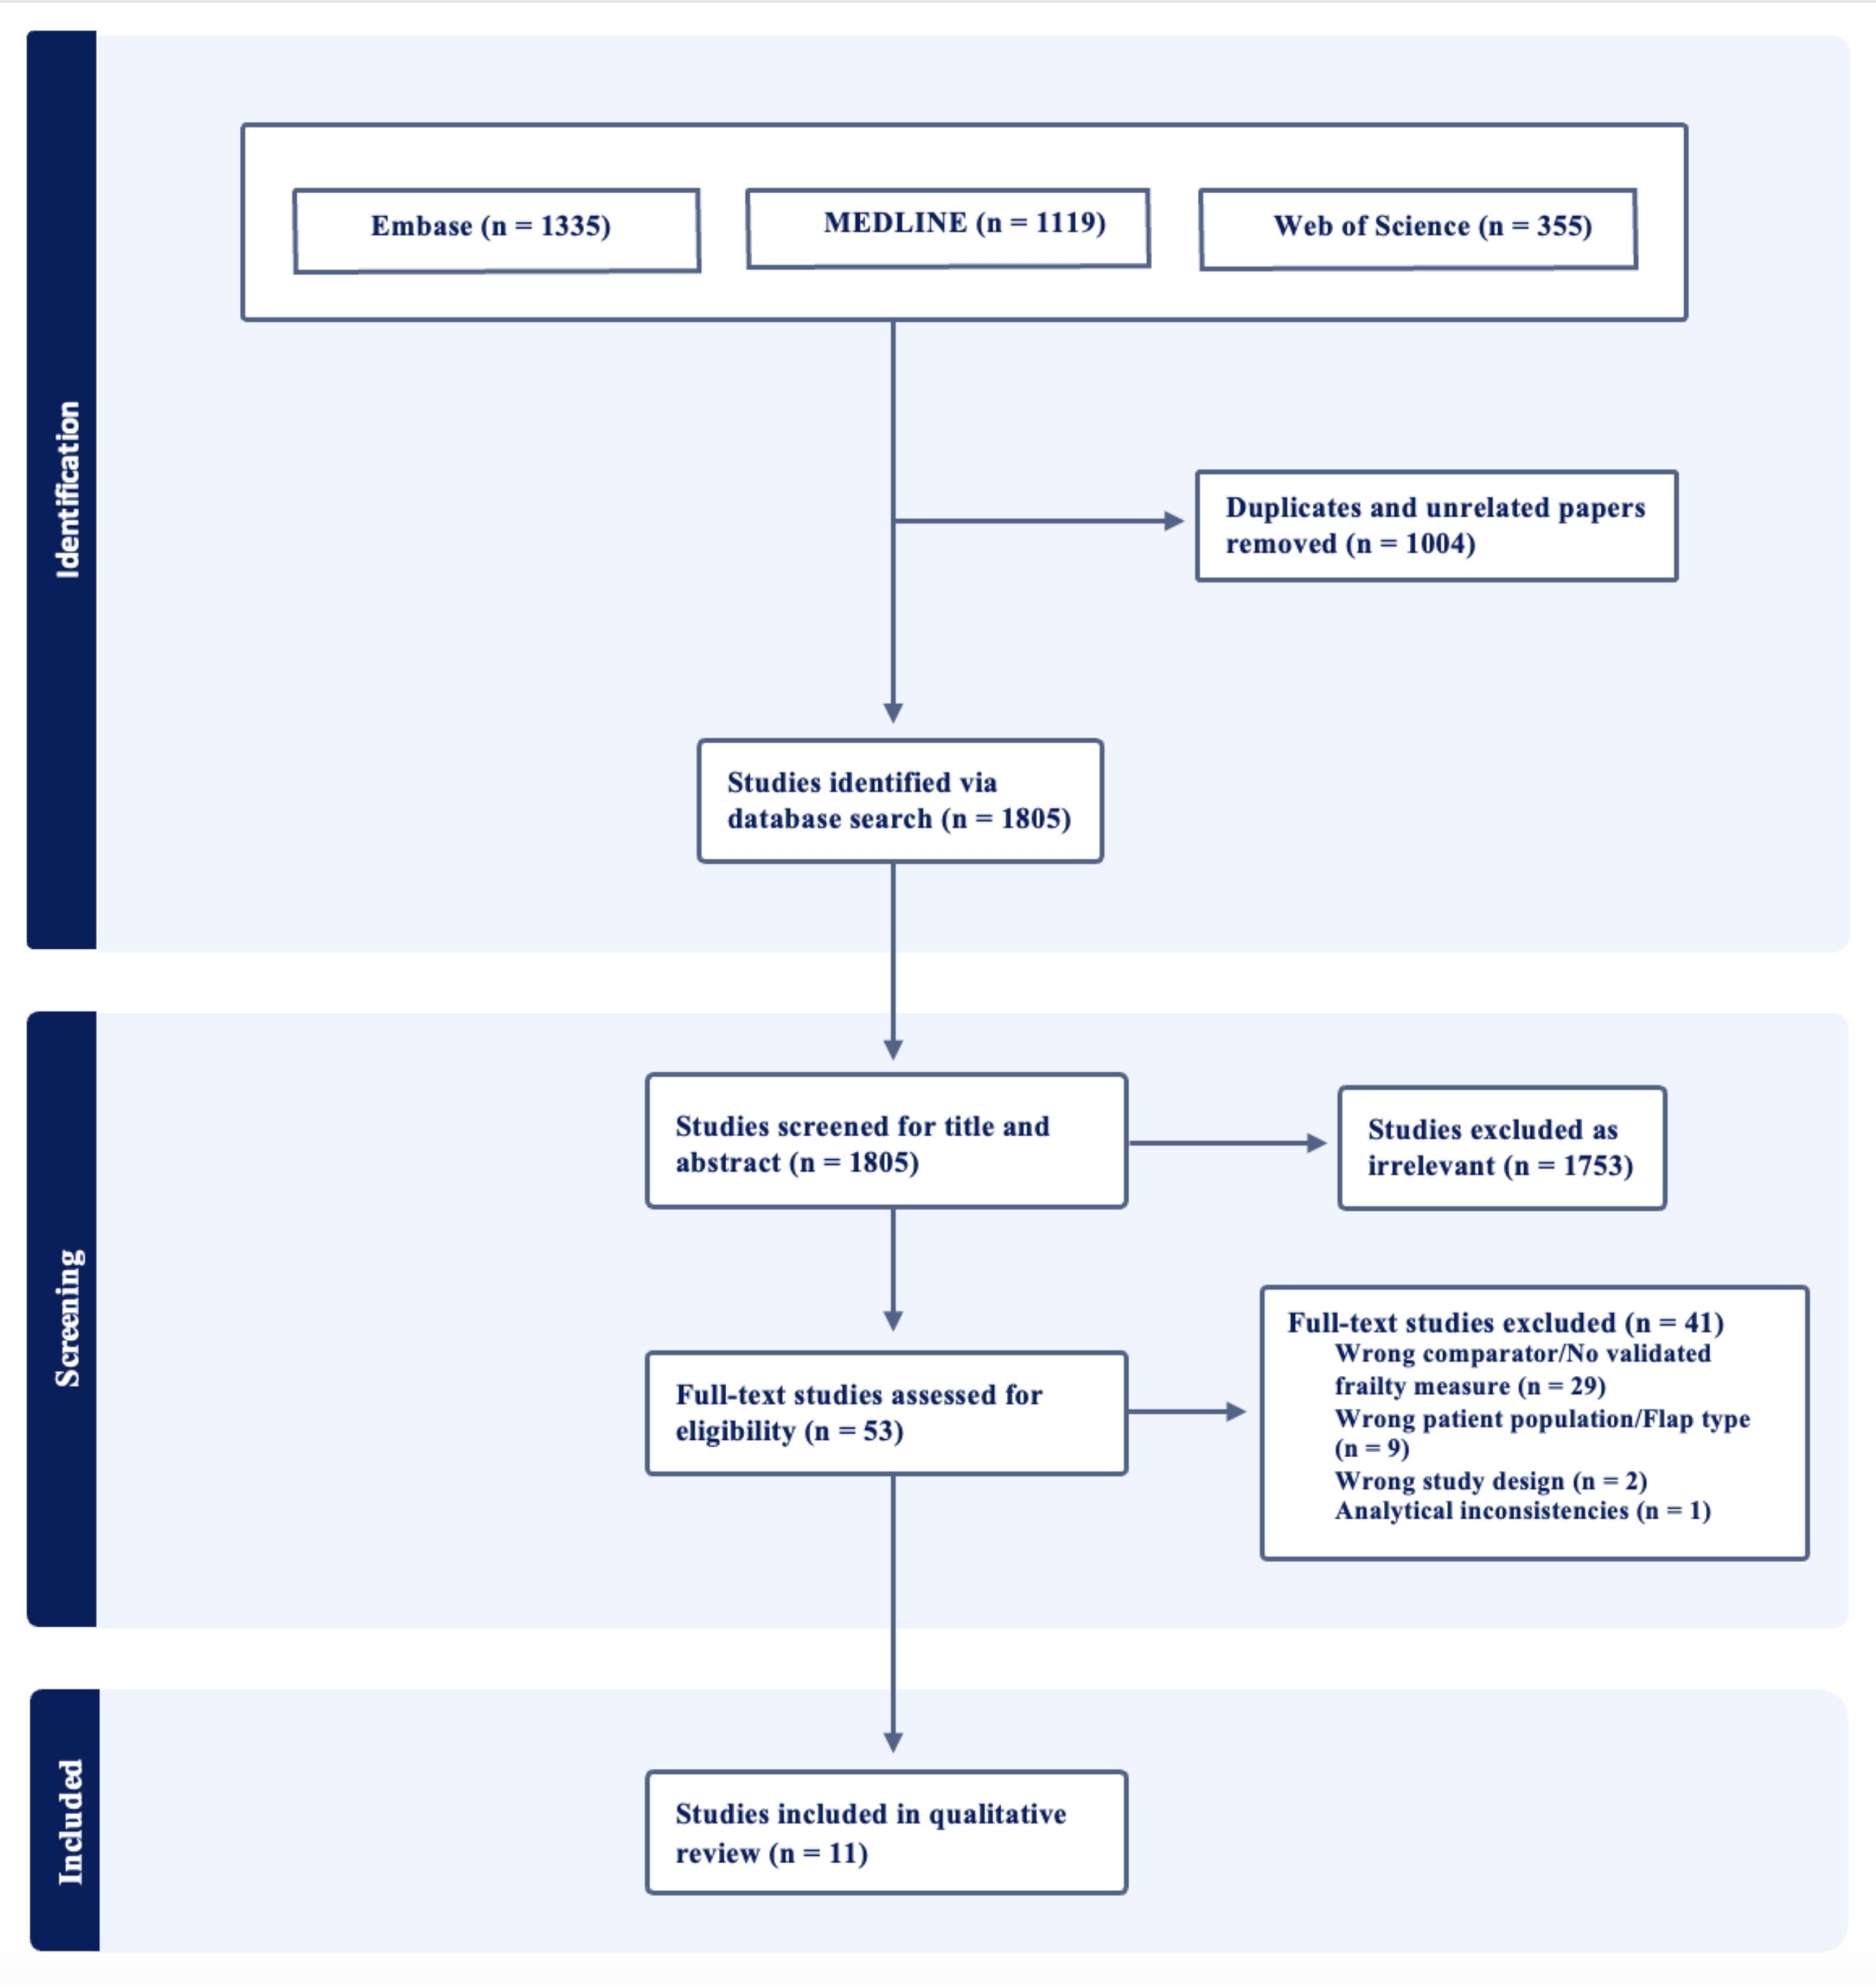 Identification
Embase (n = 1335)
MEDLINE (n = 1119)
Web of Science (n = 355)
Duplicates and unrelated papers
removed (n = 1004)
Studies identified via
database search (n = 1805)
Screening
Studies screened for title and
abstract (n = 1805)
Studies excluded as
irrelevant (n = 1753)
Full-text studies assessed for
eligibility (n = 53)
Full-text studies excluded (n = 41)
Wrong comparator/No validated
frailty measure (n = 29)
Wrong patient population/Flap type
(n = 9)
Wrong study design (n = 2)
Analytical inconsistencies (n = 1)
Included
Studies included in qualitative
review (n = 11)